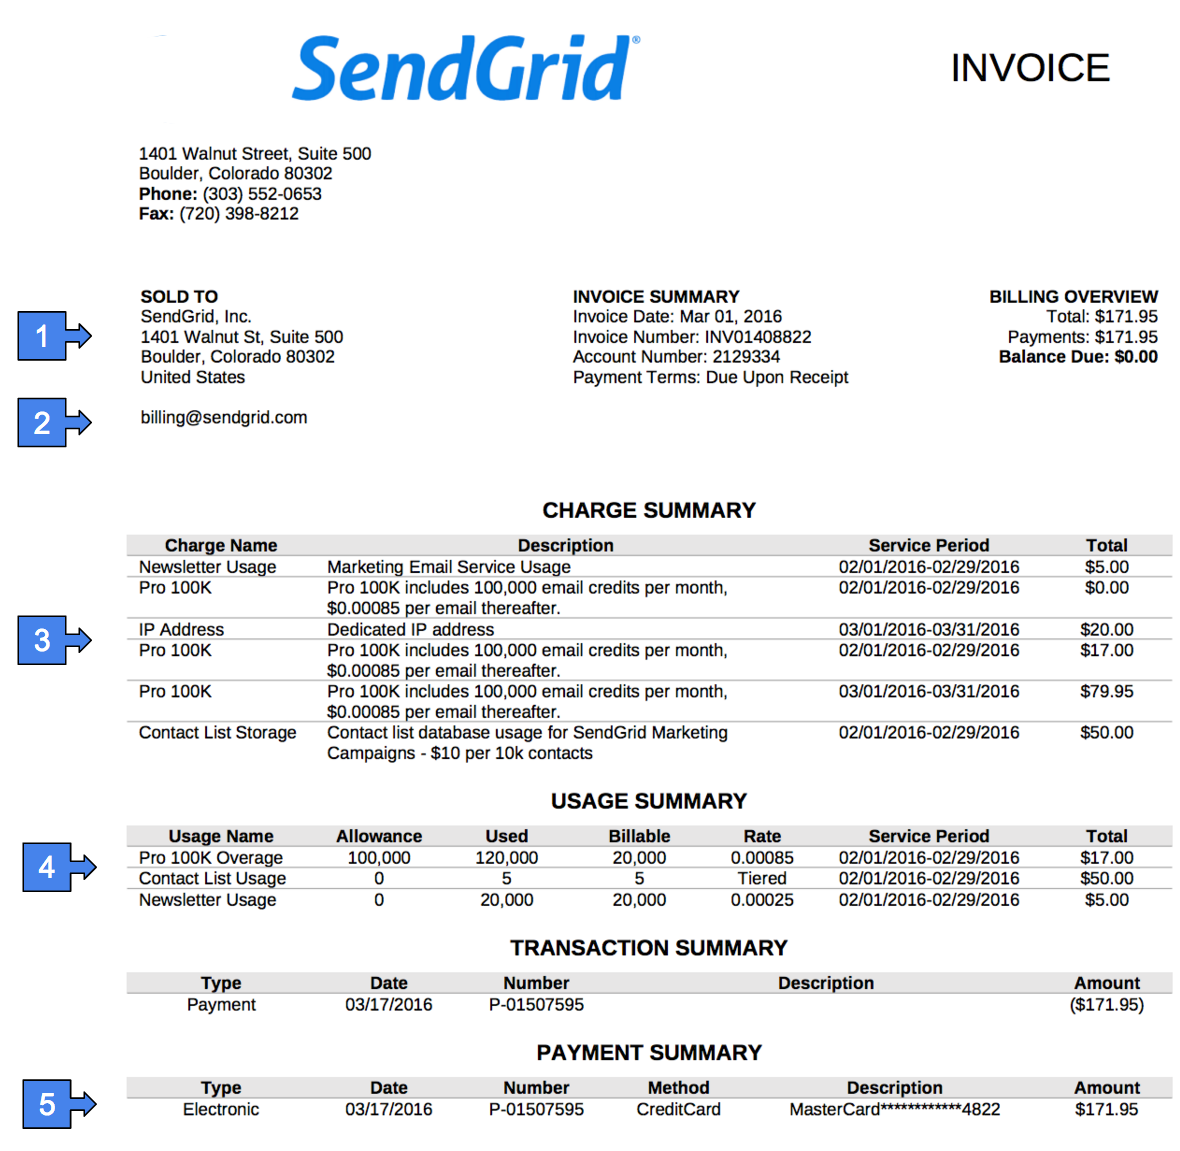 SendGrid®
INVOICE
1401 Walnut Street, Suite 500
Boulder, Colorado 80302
Phone: (303) 552-0653
Fax: (720) 398-8212
SOLD TO INVOICE SUMMARY BILLING OVERVIEW
SendGrid, Inc. Invoice Date: Mar 01, 2016 Total: $171.95
1 1401 Walnut St, Suite 500 Invoice Number: INV01408822 Payments: $171.95
Boulder, Colorado 80302 Account Number: 2129334 Balance Due: $0.00
United States Payment Terms: Due Upon Receipt
2 billing@sendgrid.com
CHARGE SUMMARY
Charge Name Description Service Period Total
Newsletter Usage Marketing Email Service Usage 02/01/2016-02/29/2016 $5.00
Pro 100K Pro 100K includes 100,000 email credits per month, 02/01/2016-02/29/2016 $0.00
$0.00085 per email thereafter.
3 IP Address Dedicated IP address 03/01/2016-03/31/2016 $20.00
Pro 100K Pro 100K includes 100,000 email credits per month, 02/01/2016-02/29/2016 $17.00
$0.00085 per email thereafter.
Pro 100K Pro 100K includes 100,000 email credits per month, 03/01/2016-03/31/2016 $79.95
$0.00085 per email thereafter.
Contact List Storage Contact list database usage for SendGrid Marketing 02/01/2016-02/29/2016 $50.00
Campaigns - $10 per 10k contacts
USAGE SUMMARY
Usage Name Allowance Used Billable Rate Service Period Total
4 Pro 100K Overage 100,000 120,000 20,000 0.00085 02/01/2016-02/29/2016 $17.00
Contact List Usage 0 5 5 Tiered 02/01/2016-02/29/2016 $50.00
Newsletter Usage 0 20,000 20,000 0.00025 02/01/2016-02/29/2016 $5.00
TRANSACTION SUMMARY
Type Date Number Description Amount
Payment 03/17/2016 P-01507595 ($171.95)
PAYMENT SUMMARY
Type Date Number Method Description Amount
5 Electronic 03/17/2016 P-01507595 CreditCard MasterCard************4822 $171.95